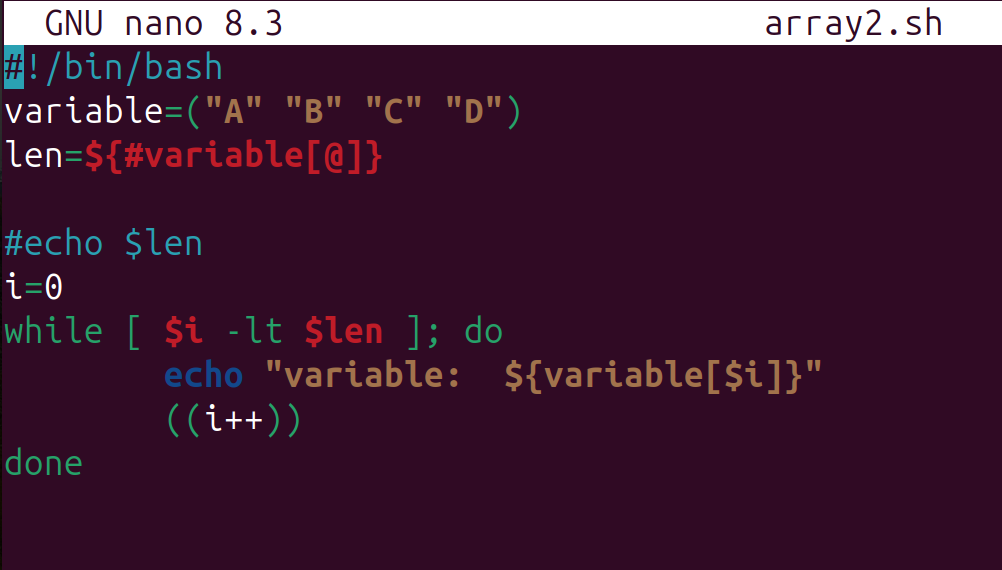 GNU nano 8.3 array2.sh
#!/bin/bash
variable=("A" "B" "C" "D")
len=${#variable[@]}
#echo $len
i=0
while [ $i -lt $len ]; do
echo "variable:  ${variable[$i]}"
((i++))
done